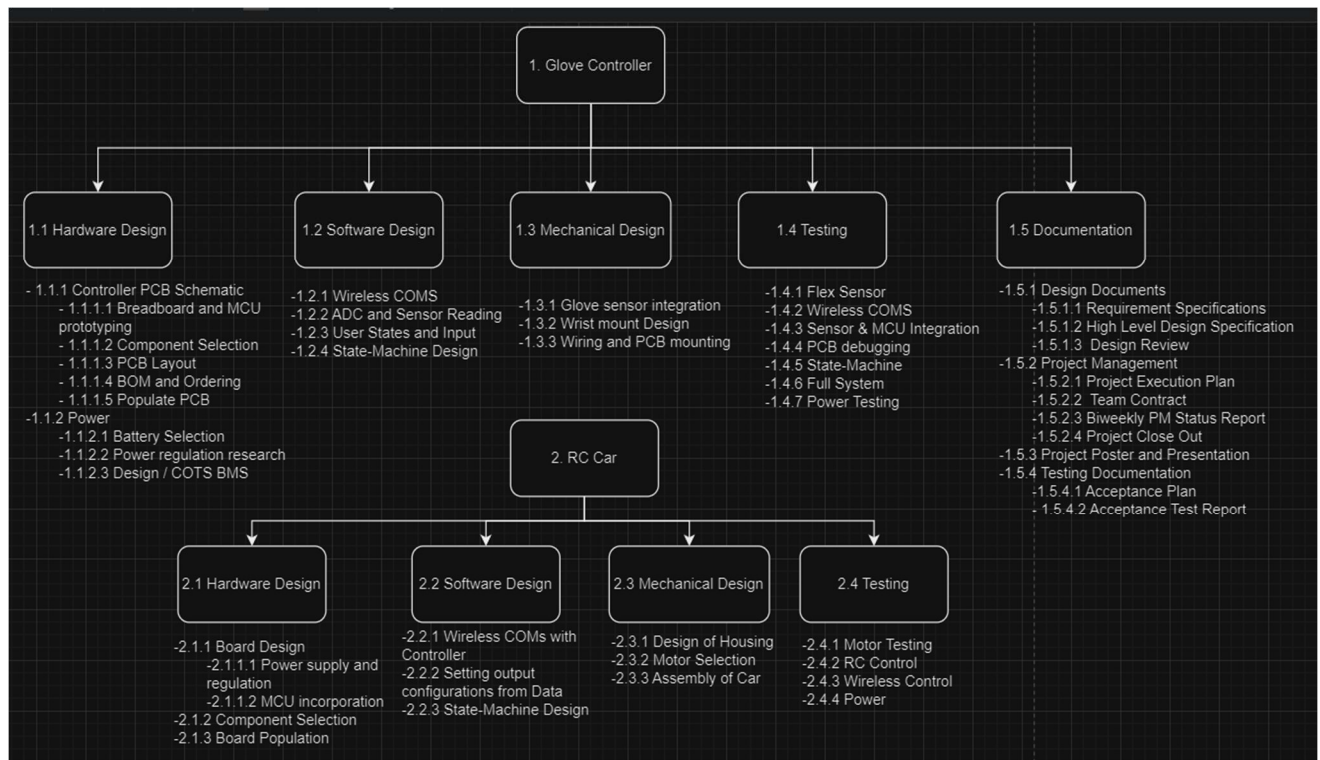 1. Glove Controller
1.1 Hardware Design
- 1.1.1 Controller PCB Schematic
- 1.1.1.1 Breadboard and MCU
prototyping
- 1.1.1.2 Component Selection
- 1.1.1.3 PCB Layout
- 1.1.1.4 BOM and Ordering
- 1.1.1.5 Populate PCB
-1.1.2 Power
-1.1.2.1 Battery Selection
-1.1.2.2 Power regulation research
-1.1.2.3 Design / COTS BMS
1.2 Software Design
-1.2.1 Wireless COMS
-1.2.2 ADC and Sensor Reading
-1.2.3 User States and Input
-1.2.4 State-Machine Design
1.3 Mechanical Design
-1.3.1 Glove sensor integration
-1.3.2 Wrist mount Design
-1.3.3 Wiring and PCB mounting
1.4 Testing
-1.4.1 Flex Sensor
-1.4.2 Wireless COMS
-1.4.3 Sensor & MCU Integration
-1.4.4 PCB debugging
-1.4.5 State-Machine
-1.4.6 Full System
-1.4.7 Power Testing
1.5 Documentation
-1.5.1 Design Documents
-1.5.1.1 Requirement Specifications
-1.5.1.2 High Level Design Specification
-1.5.1.3 Design Review
-1.5.2 Project Management
-1.5.2.1 Project Execution Plan
-1.5.2.2 Team Contract
-1.5.2.3 Biweekly PM Status Report
-1.5.2.4 Project Close Out
-1.5.3 Project Poster and Presentation
-1.5.4 Testing Documentation
-1.5.4.1 Acceptance Plan
- 1.5.4.2 Acceptance Test Report
2. RC Car
2.1 Hardware Design
-2.1.1 Board Design
-2.1.1.1 Power supply and
regulation
-2.1.1.2 MCU incorporation
-2.1.2 Component Selection
-2.1.3 Board Population
2.2 Software Design
-2.2.1 Wireless COMs with
Controller
-2.2.2 Setting output
configurations from Data
-2.2.3 State-Machine Design
2.3 Mechanical Design
-2.3.1 Design of Housing
-2.3.2 Motor Selection
-2.3.3 Assembly of Car
2.4 Testing
-2.4.1 Motor Testing
-2.4.2 RC Control
-2.4.3 Wireless Control
-2.4.4 Power